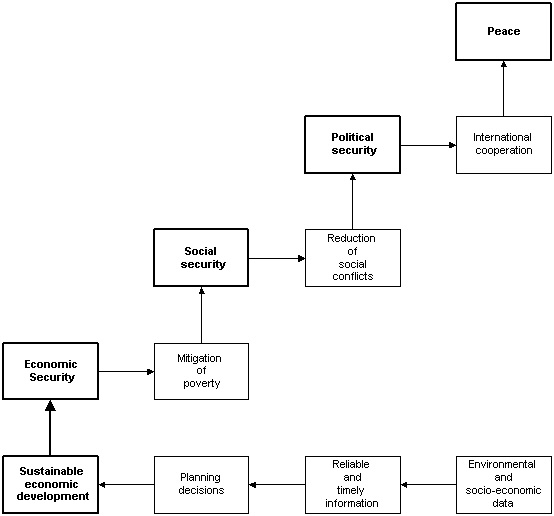 Peace
Political
security
International
cooperation
Social
security
Reduction
of
social
conflicts
Economic
Security
Mitigation
of
poverty
Sustainable
economic
development
Planning
decisions
Reliable
and
timely
information
Environmental
and
socio-economic
data